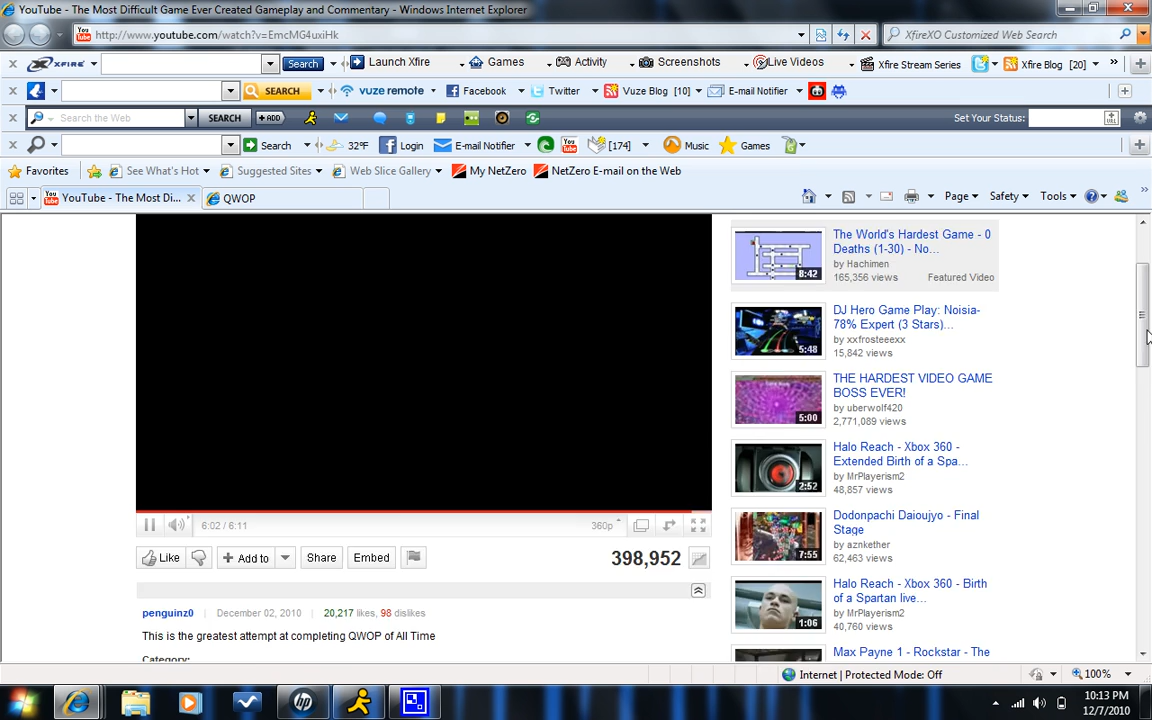 YouTube - The Most Difficult Game Ever Created Gameplay and Commentary - Windows Internet Explorer
http://www.youtube.com/watch?v=EmcMG4uxiHk
XfireXO Customized Web Search
XFIRE Search Launch Xfire Games Activity Screenshots Live Videos Xfire Stream Series Xfire Blog [20]
SEARCH vuze remote Facebook Twitter Vuze Blog [10] E-mail Notifier
Search the Web SEARCH +ADD Set Your Status:
Search 32°F Login E-mail Notifier [174] Music Games
Favorites See What's Hot Suggested Sites Web Slice Gallery My NetZero NetZero E-mail on the Web
YouTube - The Most Di... QWOP Page Safety Tools
The World's Hardest Game - 0
Deaths (1-30) - No...
by Hachimen
165,356 views Featured Video
8:42
DJ Hero Game Play: Noisia-
78% Expert (3 Stars)...
by xxfrosteeexx
15,842 views
5:48
THE HARDEST VIDEO GAME
BOSS EVER!
by uberwolf420
2,771,089 views
5:00
Halo Reach - Xbox 360 -
Extended Birth of a Spa...
by MrPlayerism2
48,857 views
2:52
Dodonpachi Daioujyo - Final
Stage
by aznkether
62,463 views
7:55
Halo Reach - Xbox 360 - Birth
of a Spartan live...
by MrPlayerism2
40,760 views
1:06
Max Payne 1 - Rockstar - The
6:02 / 6:11 360p
Like Add to Share Embed 398,952
penguinz0 December 02, 2010 20,217 likes, 98 dislikes
This is the greatest attempt at completing QWOP of All Time
Category:
Internet | Protected Mode: Off 100%
10:13 PM
12/7/2010